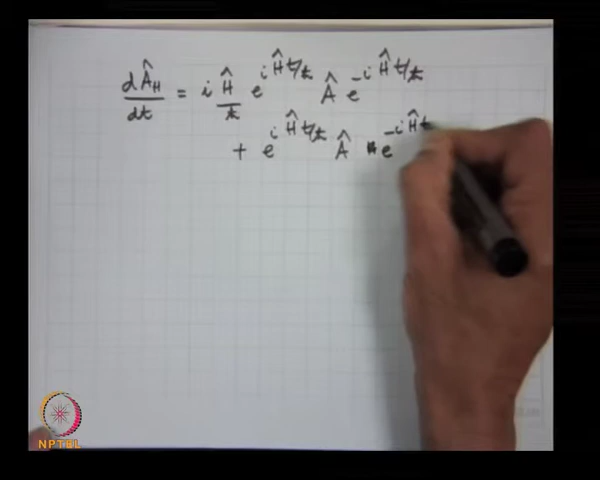 dÂ_H/dt = i Ĥ/ħ e^{iĤt/ħ} Â e^{-iĤt/ħ}
+ e^{iĤt/ħ} Â e^{-iĤt
NPTEL